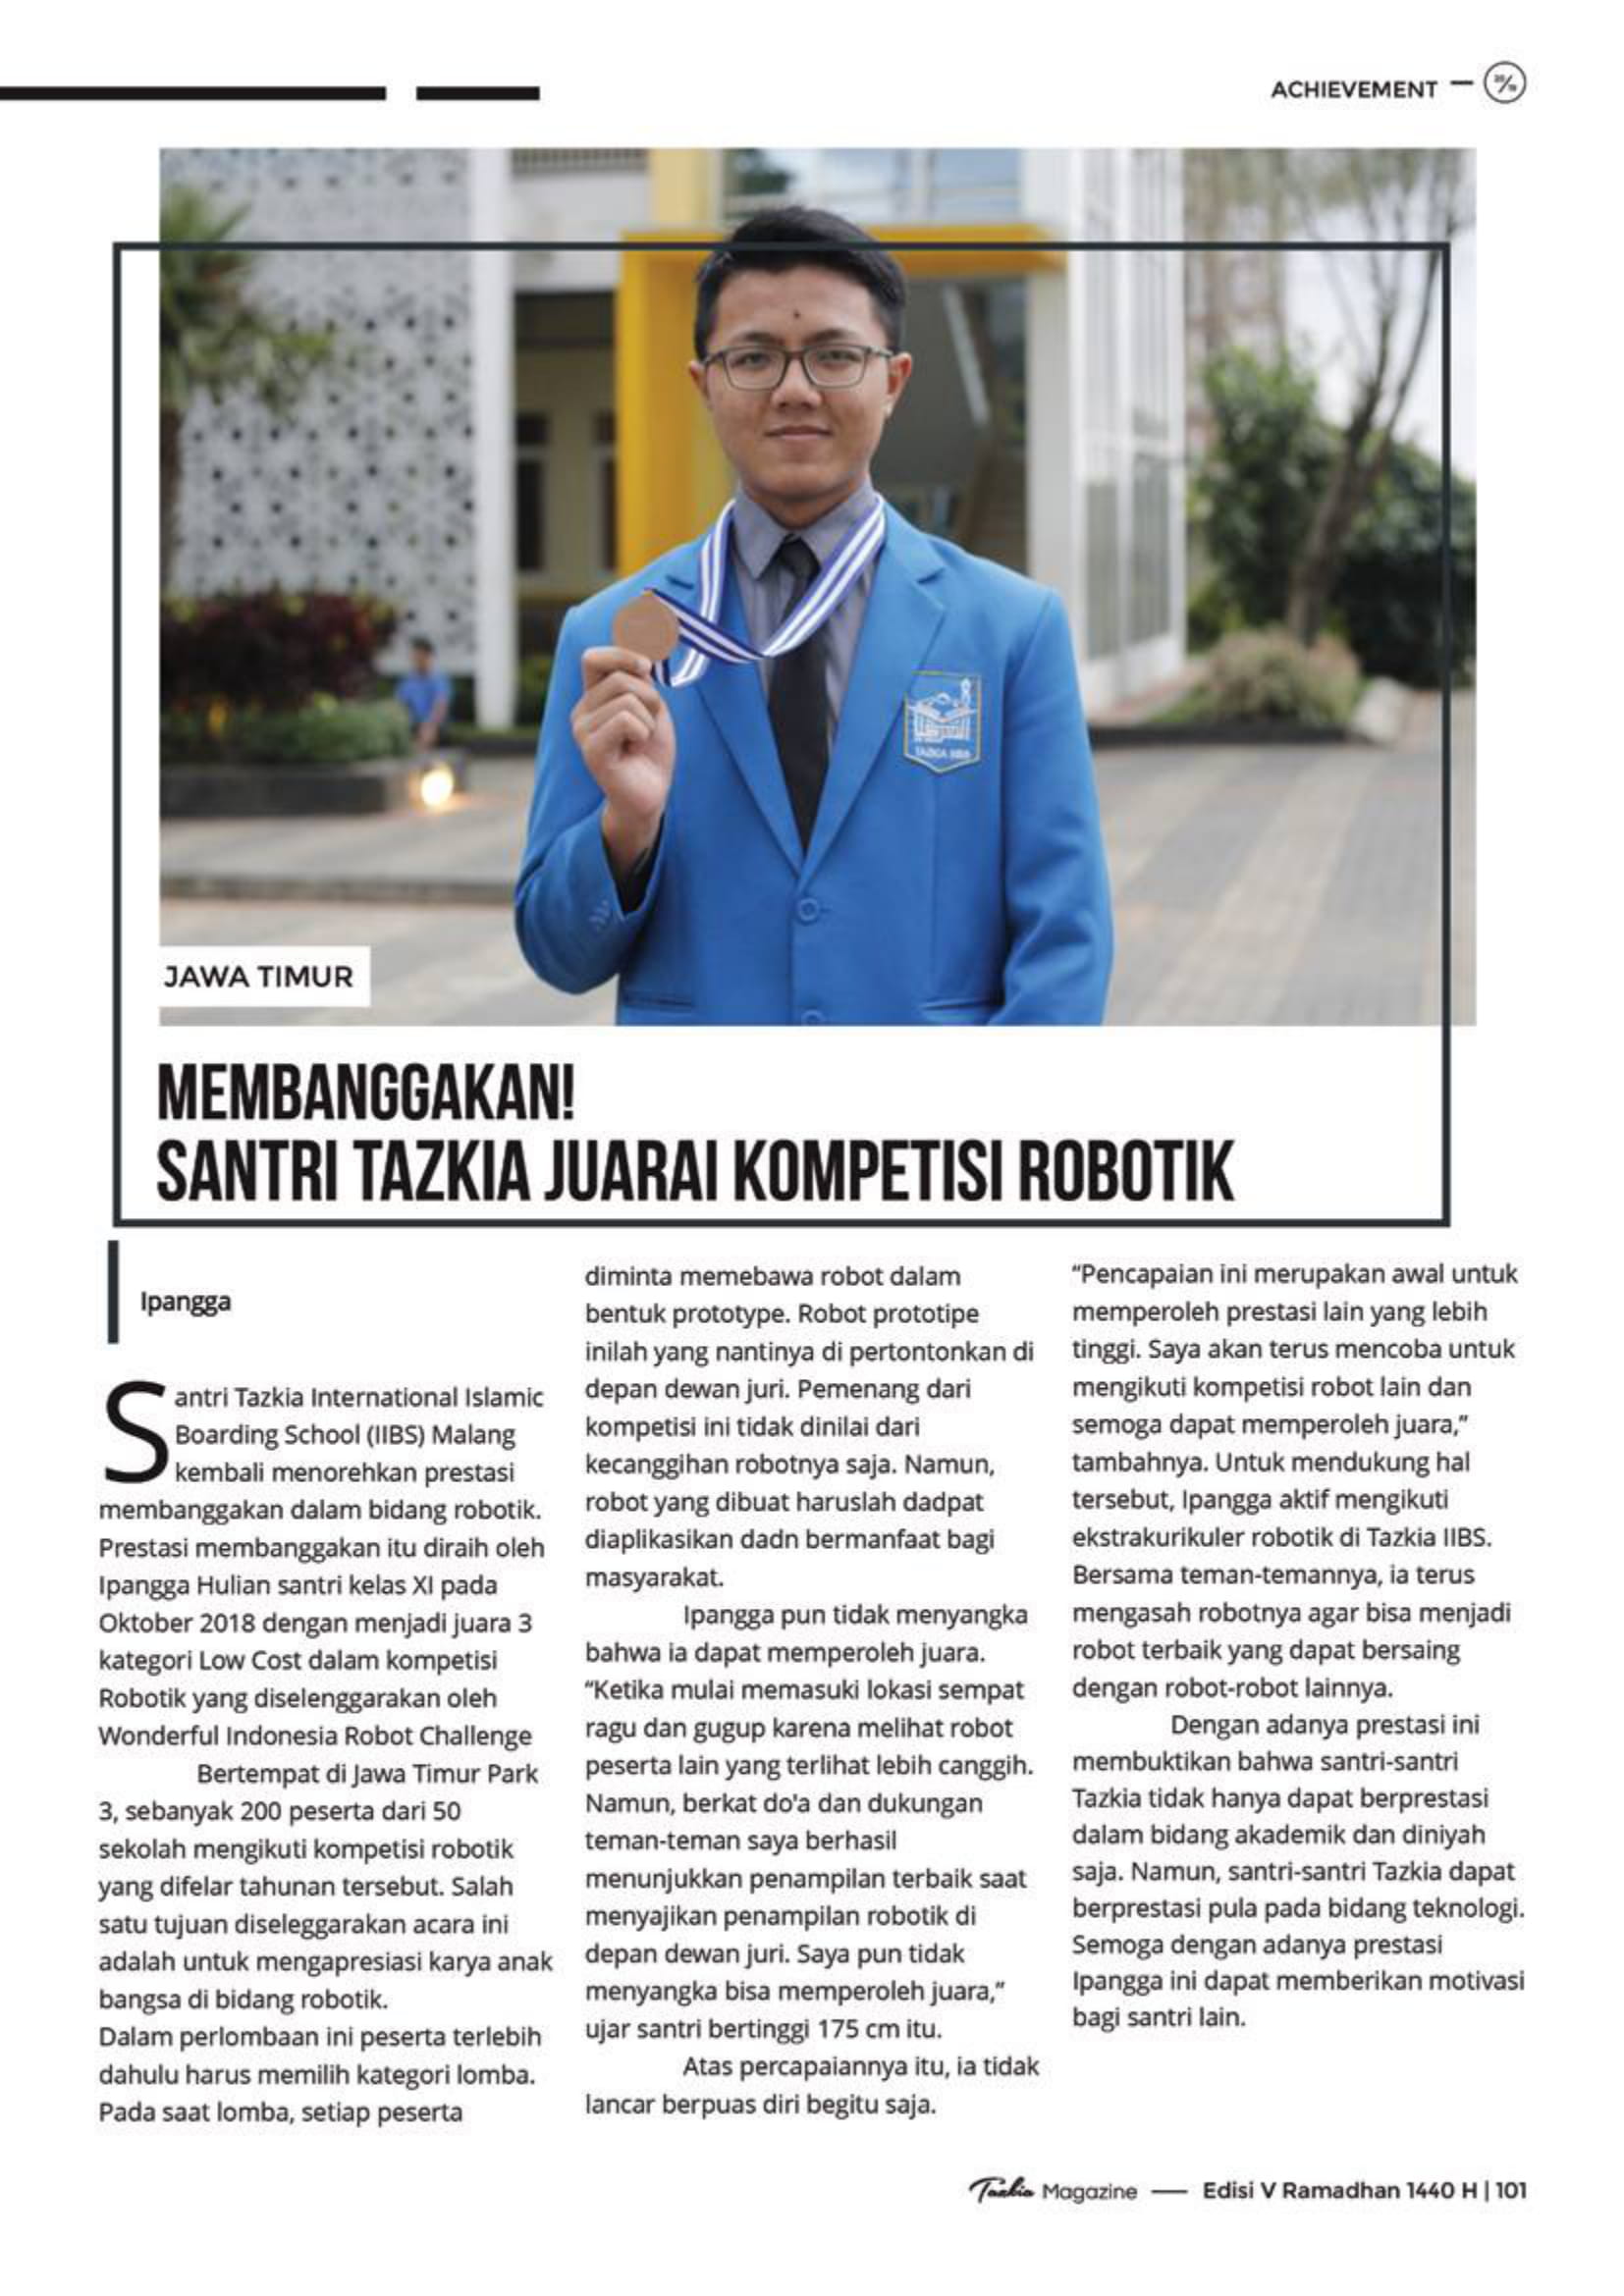 ACHIEVEMENT
JAWA TIMUR
MEMBANGGAKAN!
SANTRI TAZKIA JUARAI KOMPETISI ROBOTIK
Ipangga
Santri Tazkia International Islamic
Boarding School (IIBS) Malang
kembali menorehkan prestasi
membanggakan dalam bidang robotik.
Prestasi membanggakan itu diraih oleh
Ipangga Hulian santri kelas XI pada
Oktober 2018 dengan menjadi juara 3
kategori Low Cost dalam kompetisi
Robotik yang diselenggarakan oleh
Wonderful Indonesia Robot Challenge
Bertempat di Jawa Timur Park
3, sebanyak 200 peserta dari 50
sekolah mengikuti kompetisi robotik
yang difelar tahunan tersebut. Salah
satu tujuan diseleggarakan acara ini
adalah untuk mengapresiasi karya anak
bangsa di bidang robotik.
Dalam perlombaan ini peserta terlebih
dahulu harus memilih kategori lomba.
Pada saat lomba, setiap peserta
diminta memebawa robot dalam
bentuk prototype. Robot prototipe
inilah yang nantinya di pertontonkan di
depan dewan juri. Pemenang dari
kompetisi ini tidak dinilai dari
kecanggihan robotnya saja. Namun,
robot yang dibuat haruslah dadpat
diaplikasikan dadn bermanfaat bagi
masyarakat.
Ipangga pun tidak menyangka
bahwa ia dapat memperoleh juara.
“Ketika mulai memasuki lokasi sempat
ragu dan gugup karena melihat robot
peserta lain yang terlihat lebih canggih.
Namun, berkat do'a dan dukungan
teman-teman saya berhasil
menunjukkan penampilan terbaik saat
menyajikan penampilan robotik di
depan dewan juri. Saya pun tidak
menyangka bisa memperoleh juara,”
ujar santri bertinggi 175 cm itu.
Atas percapaiannya itu, ia tidak
lancar berpuas diri begitu saja.
“Pencapaian ini merupakan awal untuk
memperoleh prestasi lain yang lebih
tinggi. Saya akan terus mencoba untuk
mengikuti kompetisi robot lain dan
semoga dapat memperoleh juara,”
tambahnya. Untuk mendukung hal
tersebut, Ipangga aktif mengikuti
ekstrakurikuler robotik di Tazkia IIBS.
Bersama teman-temannya, ia terus
mengasah robotnya agar bisa menjadi
robot terbaik yang dapat bersaing
dengan robot-robot lainnya.
Dengan adanya prestasi ini
membuktikan bahwa santri-santri
Tazkia tidak hanya dapat berprestasi
dalam bidang akademik dan diniyah
saja. Namun, santri-santri Tazkia dapat
berprestasi pula pada bidang teknologi.
Semoga dengan adanya prestasi
Ipangga ini dapat memberikan motivasi
bagi santri lain.
Tazkia Magazine — Edisi V Ramadhan 1440 H | 101